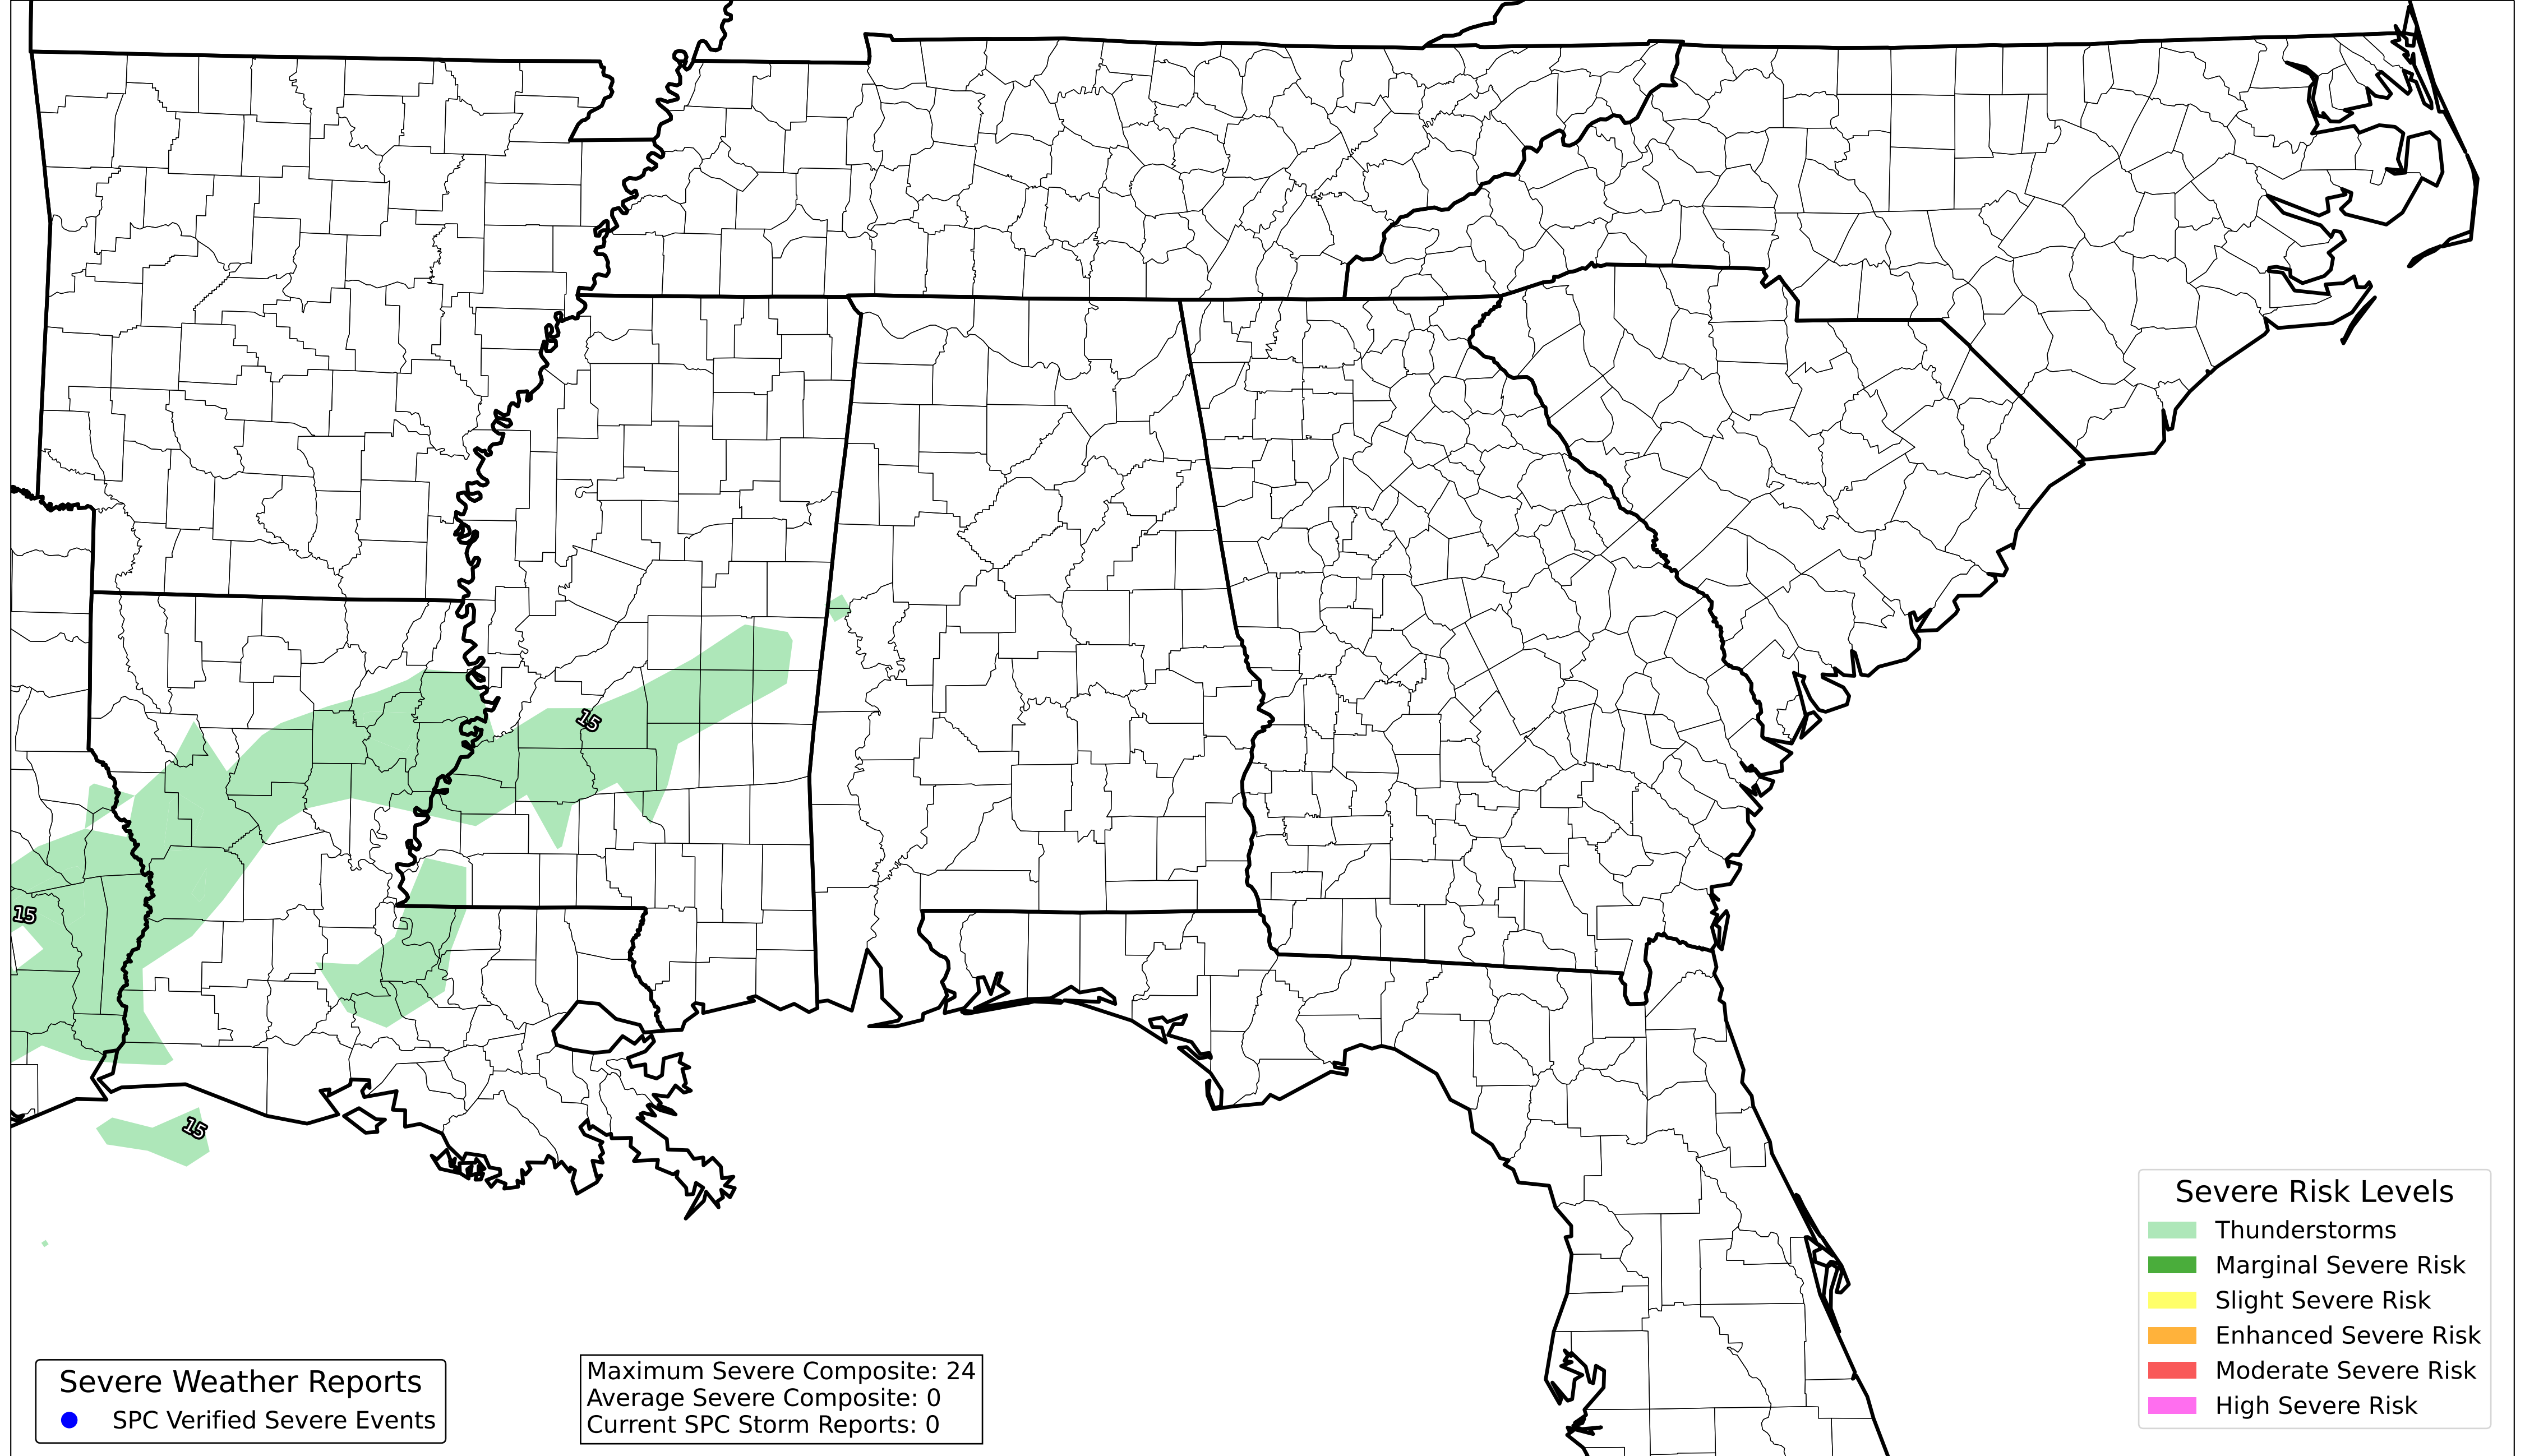 15
15
15
Severe Risk Levels
Thunderstorms
Marginal Severe Risk
Slight Severe Risk
Enhanced Severe Risk
Moderate Severe Risk
High Severe Risk
Severe Weather Reports
SPC Verified Severe Events
Maximum Severe Composite: 24
Average Severe Composite: 0
Current SPC Storm Reports: 0